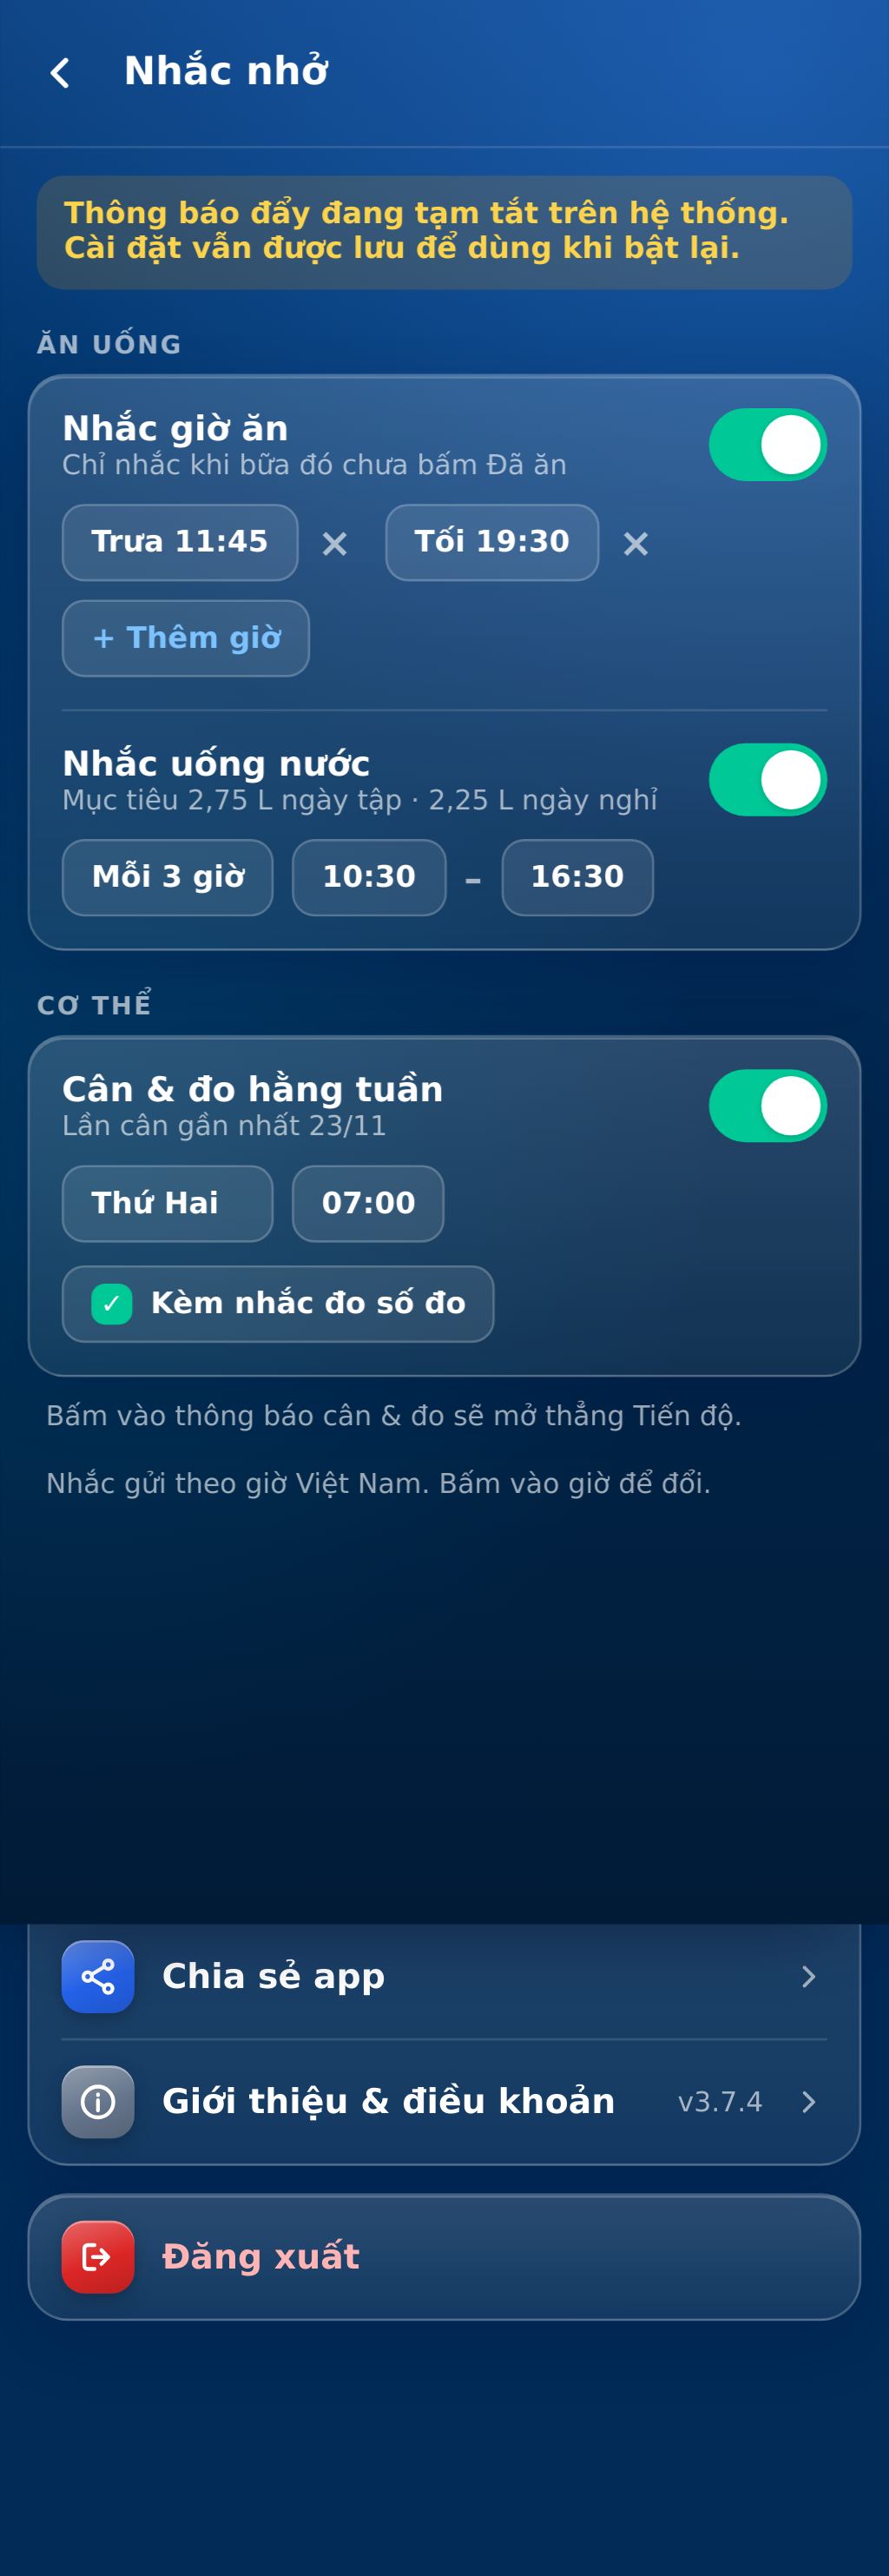 Nhắc nhở
Thông báo đẩy đang tạm tắt trên hệ thống.
Cài đặt vẫn được lưu để dùng khi bật lại.
ĂN UỐNG
Nhắc giờ ăn
Chỉ nhắc khi bữa đó chưa bấm Đã ăn
Trưa 11:45 × Tối 19:30 ×
+ Thêm giờ
Nhắc uống nước
Mục tiêu 2,75 L ngày tập · 2,25 L ngày nghỉ
Mỗi 3 giờ 10:30 – 16:30
CƠ THỂ
Cân & đo hằng tuần
Lần cân gần nhất 23/11
Thứ Hai 07:00
✓ Kèm nhắc đo số đo
Bấm vào thông báo cân & đo sẽ mở thẳng Tiến độ.
Nhắc gửi theo giờ Việt Nam. Bấm vào giờ để đổi.
Chia sẻ app
Giới thiệu & điều khoản v3.7.4
Đăng xuất